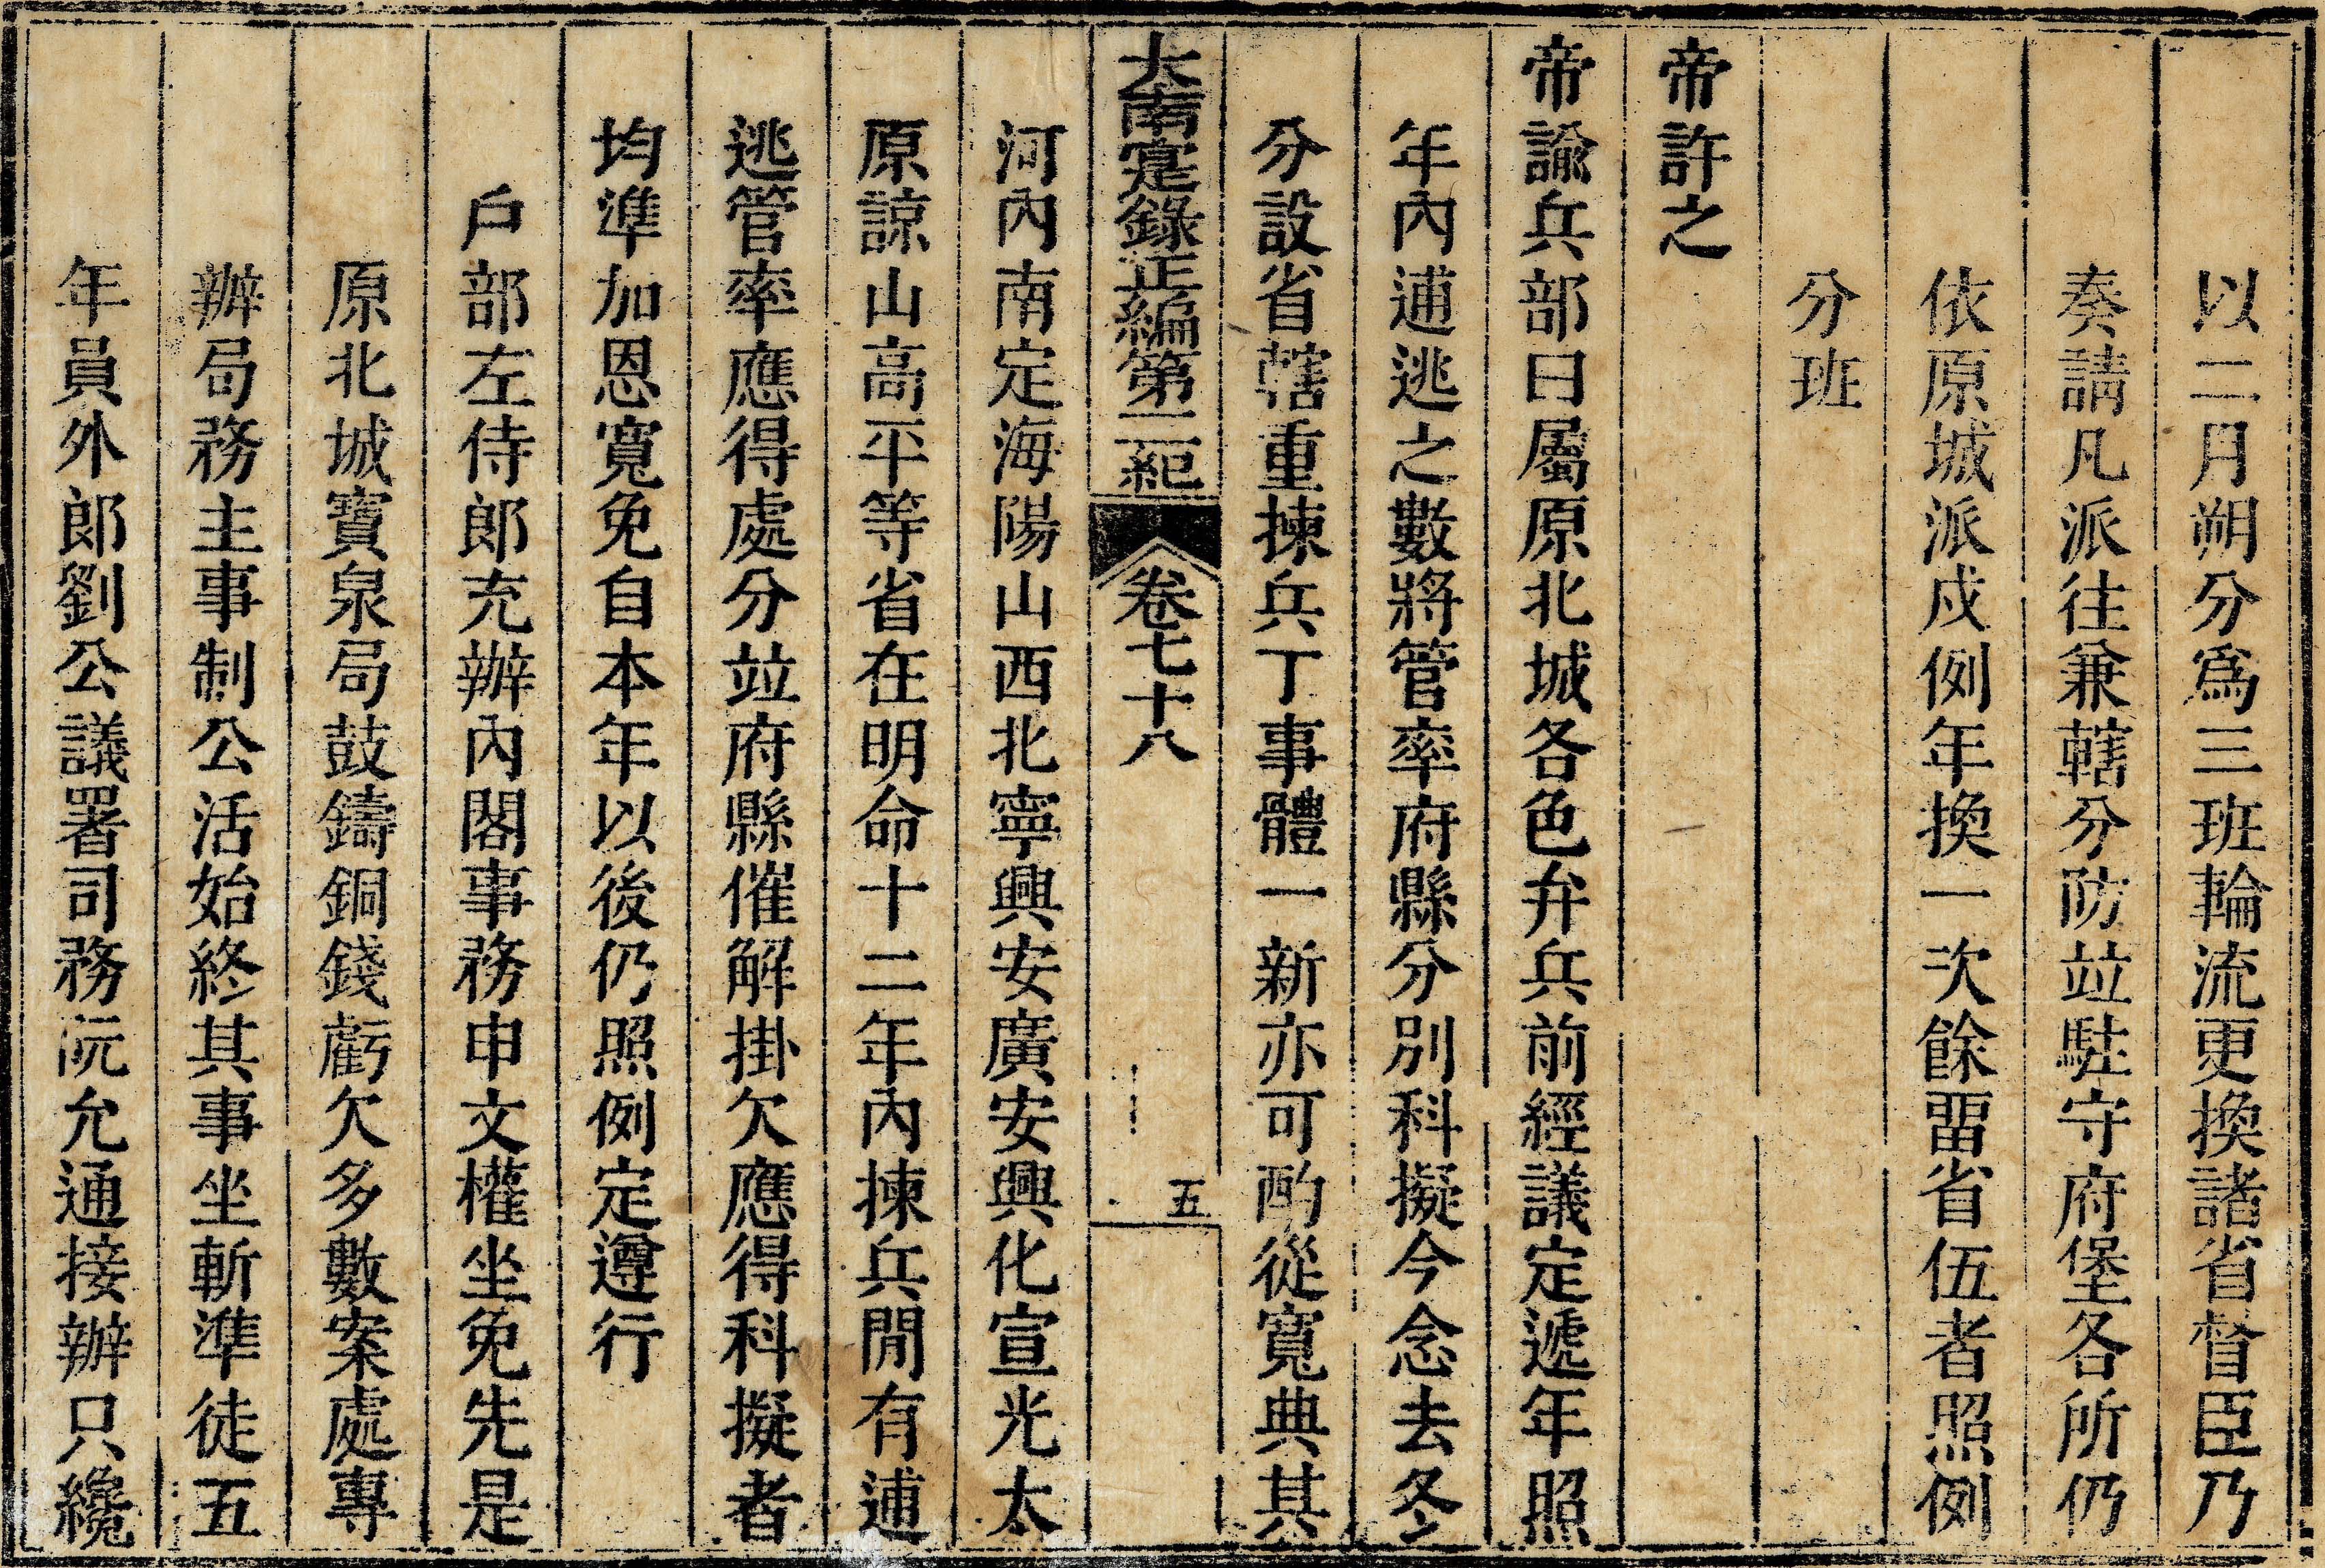 以二月朔分爲三班輪流更換諸省督臣乃
奏請凡派往兼轄分防竝駐守府堡各所仍
依原城派戍例年換一次餘畱省伍者照例
分班
帝許之
帝諭兵部曰屬原北城各色弁兵前經議定遞年照
年內逋逃之數將管率府縣分別科擬今念去冬
分設省轄重揀兵丁事體一新亦可酌從寬典其
大南寔錄正編第二紀 卷七十八 五
河內南定海陽山西北寧興安廣安興化宣光太
原諒山高平等省在明命十二年內揀兵閒有逋
逃管率應得處分竝府縣催解掛欠應得科擬者
均準加恩寬免自本年以後仍照例定遵行
戶部左侍郎充辦內閣事務申文權坐免先是
原北城寶泉局鼓鑄銅錢虧欠多數案處專
辦局務主事制公活始終其事坐斬準徒五
年員外郎劉公議署司務阮允通接辦只纔